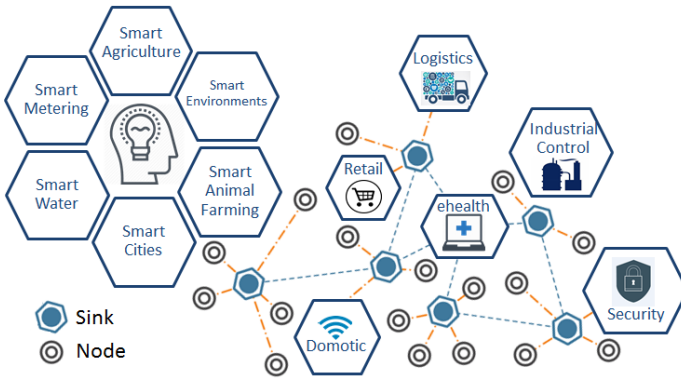 Smart
Agriculture
Smart
Metering
Smart
Environments
Smart
Water
Smart
Animal
Farming
Smart
Cities
Logistics
Industrial
Control
Retail
ehealth
Security
Domotic
Sink
Node